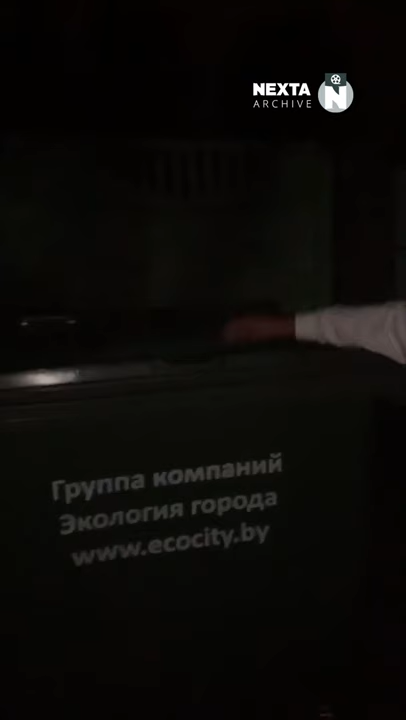 NEXTA
ARCHIVE
N
Группа компаний
Экология города
www.ecocity.by